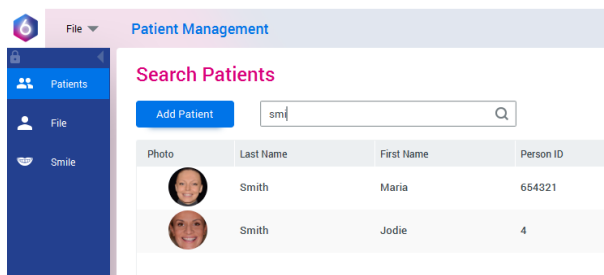 6 File Patient Management
Search Patients
Patients
Add Patient smi
File
Photo Last Name First Name Person ID
Smile
Smith Maria 654321
Smith Jodie 4